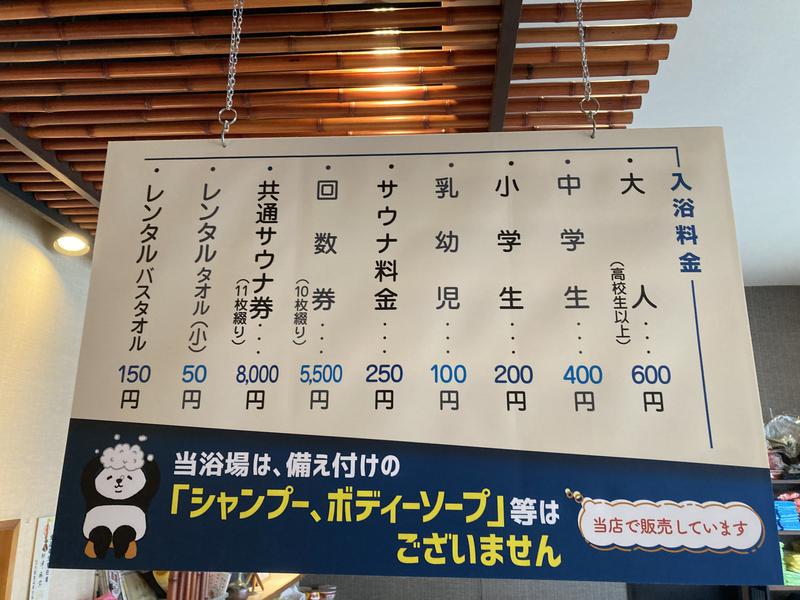 入浴料金
・大人(高校生以上)… 600円
・中学生… 400円
・小学生… 200円
・乳幼児… 100円
・サウナ料金… 250円
・回数券(10枚綴り)… 5,500円
・共通サウナ券(11枚綴り)… 8,000円
・レンタルタオル(小) 50円
・レンタルバスタオル 150円
当浴場は、備え付けの
「シャンプー、ボディーソープ」等は
ございません
当店で販売しています